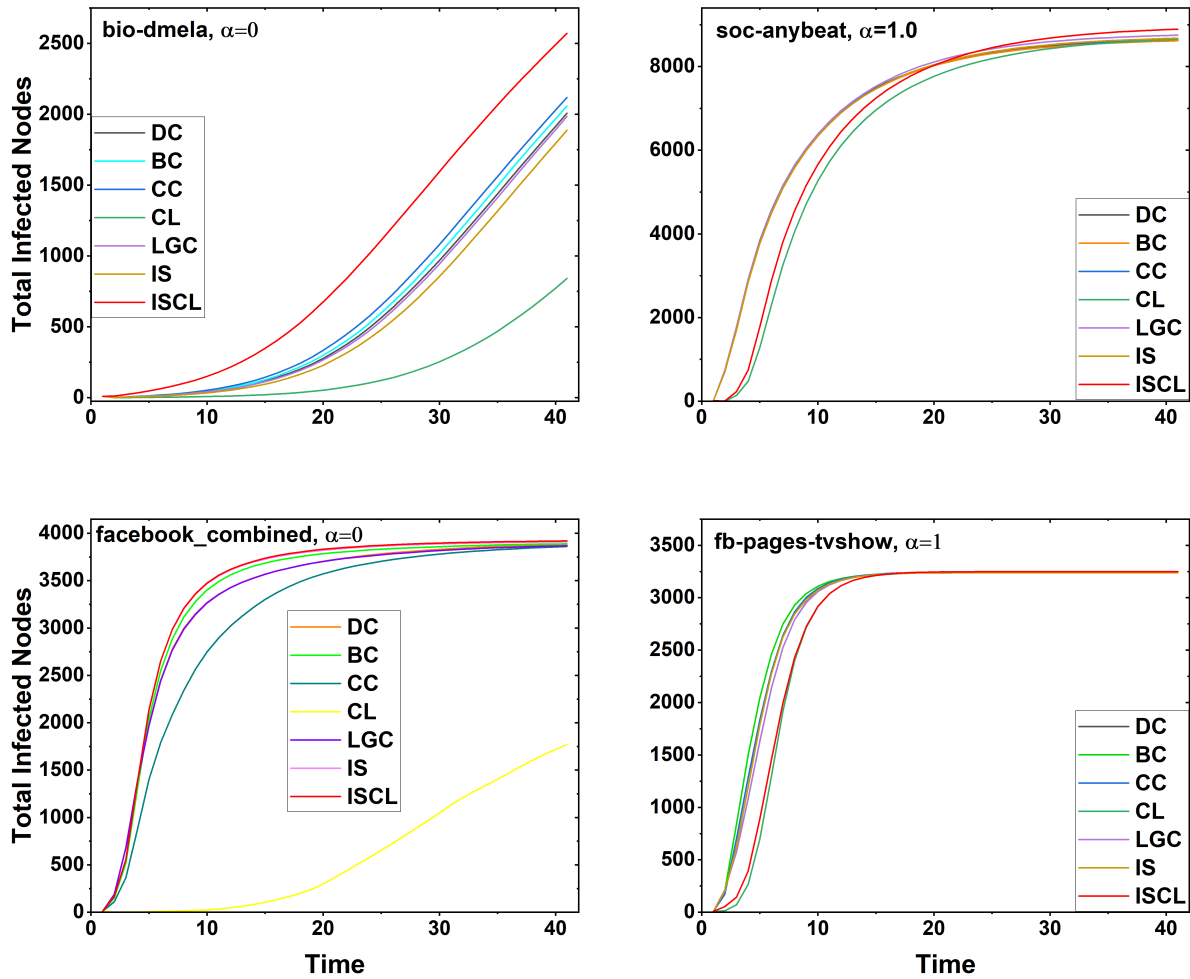 bio-dmela, α=0
Total Infected Nodes
2500
2000
1500
1000
500
0
0
10
20
30
40
DC
BC
CC
CL
LGC
IS
ISCL
soc-anybeat, α=1.0
8000
6000
4000
2000
0
0
10
20
30
40
DC
BC
CC
CL
LGC
IS
ISCL
facebook_combined, α=0
Total Infected Nodes
4000
3500
3000
2500
2000
1500
1000
500
0
0
10
20
30
40
Time
DC
BC
CC
CL
LGC
IS
ISCL
fb-pages-tvshow, α=1
3500
3000
2500
2000
1500
1000
500
0
0
10
20
30
40
Time
DC
BC
CC
CL
LGC
IS
ISCL